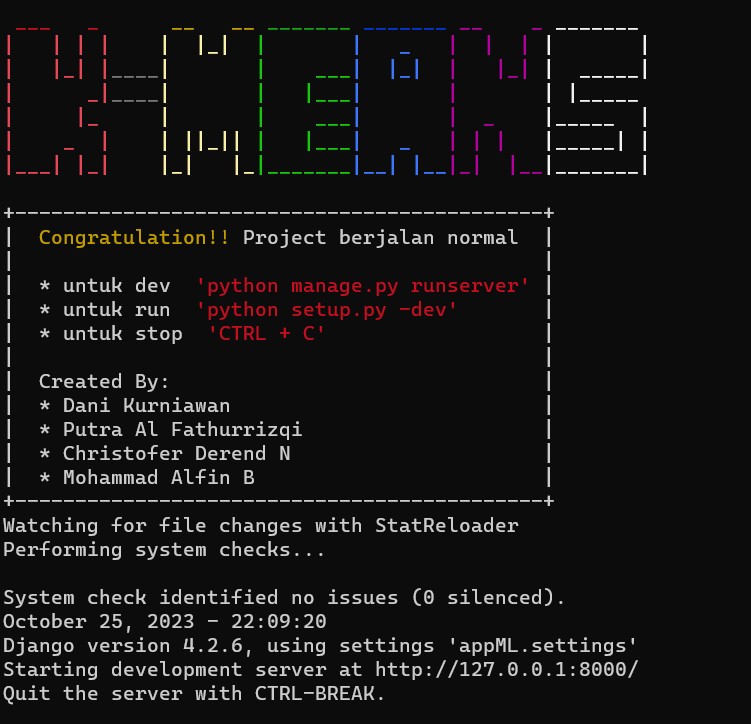 K-MEANS
Congratulation!! Project berjalan normal
* untuk dev 'python manage.py runserver'
* untuk run 'python setup.py -dev'
* untuk stop 'CTRL + C'
Created By:
* Dani Kurniawan
* Putra Al Fathurrizqi
* Christofer Derend N
* Mohammad Alfin B
Watching for file changes with StatReloader
Performing system checks...
System check identified no issues (0 silenced).
October 25, 2023 - 22:09:20
Django version 4.2.6, using settings 'appML.settings'
Starting development server at http://127.0.0.1:8000/
Quit the server with CTRL-BREAK.